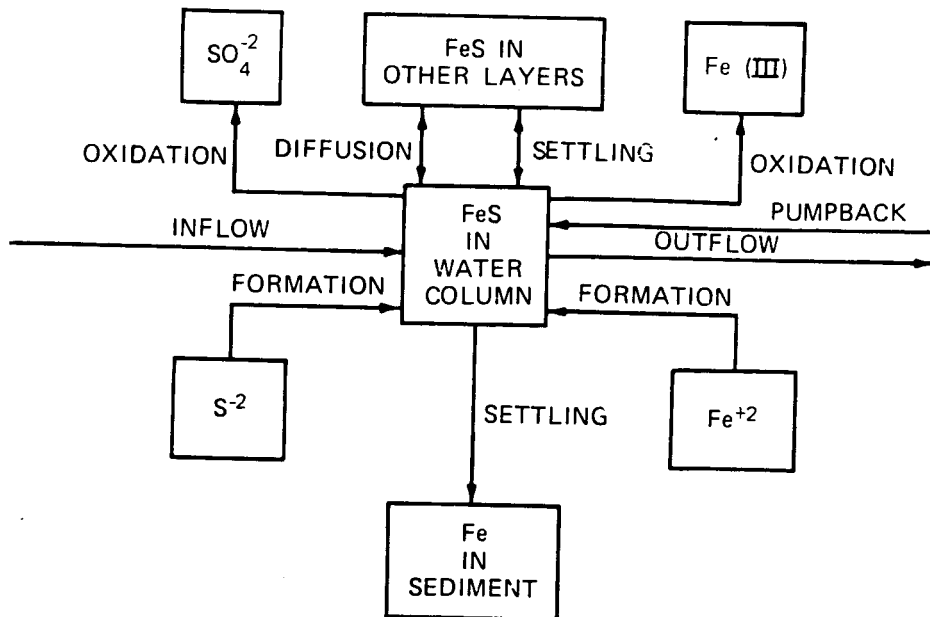 SO₄⁻²
FeS IN
OTHER LAYERS
Fe (III)
OXIDATION
DIFFUSION
SETTLING
OXIDATION
FeS
IN
WATER
COLUMN
PUMPBACK
INFLOW
OUTFLOW
FORMATION
FORMATION
S⁻²
Fe⁺²
SETTLING
Fe
IN
SEDIMENT